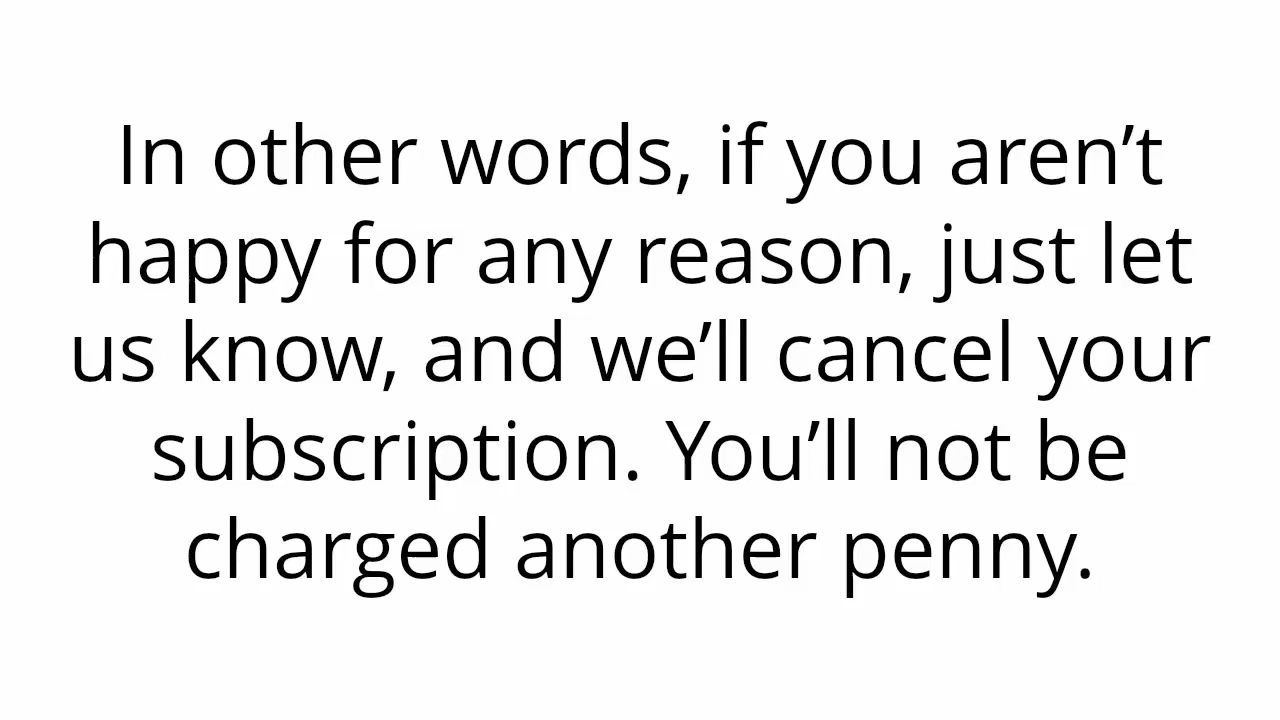 In other words, if you aren’t
happy for any reason, just let
us know, and we’ll cancel your
subscription. You’ll not be
charged another penny.